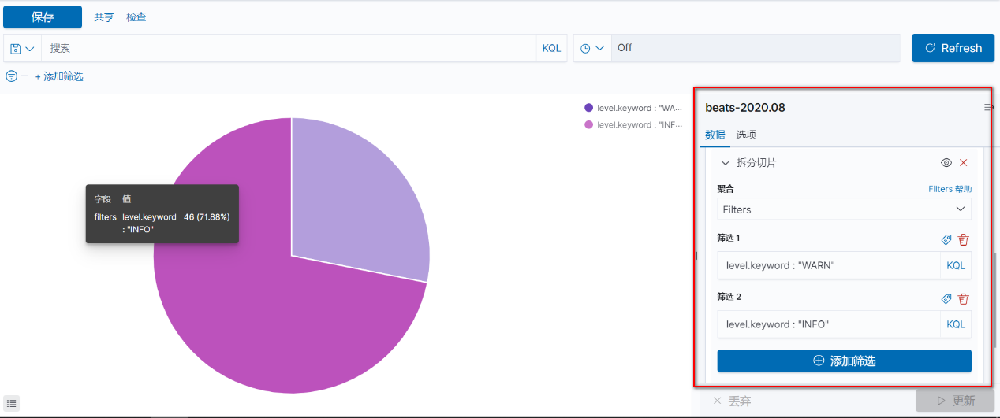 保存 共享 检查
搜索 KQL Off Refresh
+ 添加筛选
level.keyword : "WA...
level.keyword : "INF...
字段 值
filters level.keyword 46 (71.88%)
: "INFO"
beats-2020.08
数据 选项
拆分切片
聚合 Filters 帮助
Filters
筛选 1
level.keyword : "WARN" KQL
筛选 2
level.keyword : "INFO" KQL
添加筛选
丢弃 更新